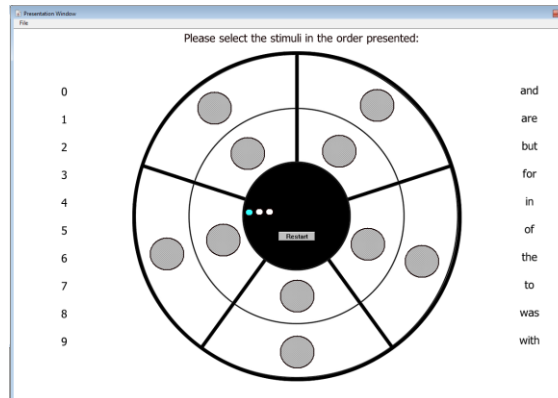 Presentation Window
File
Please select the stimuli in the order presented:
0
1
2
3
4
5
6
7
8
9
Restart
and
are
but
for
in
of
the
to
was
with